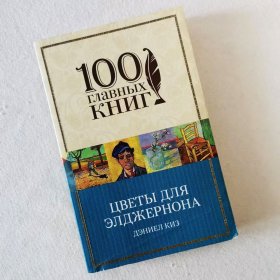 100
ГЛАВНЫХ
КНИГ
ЦВЕТЫ ДЛЯ
ЭЛДЖЕРНОНА
ДЭНИЕЛ КИЗ